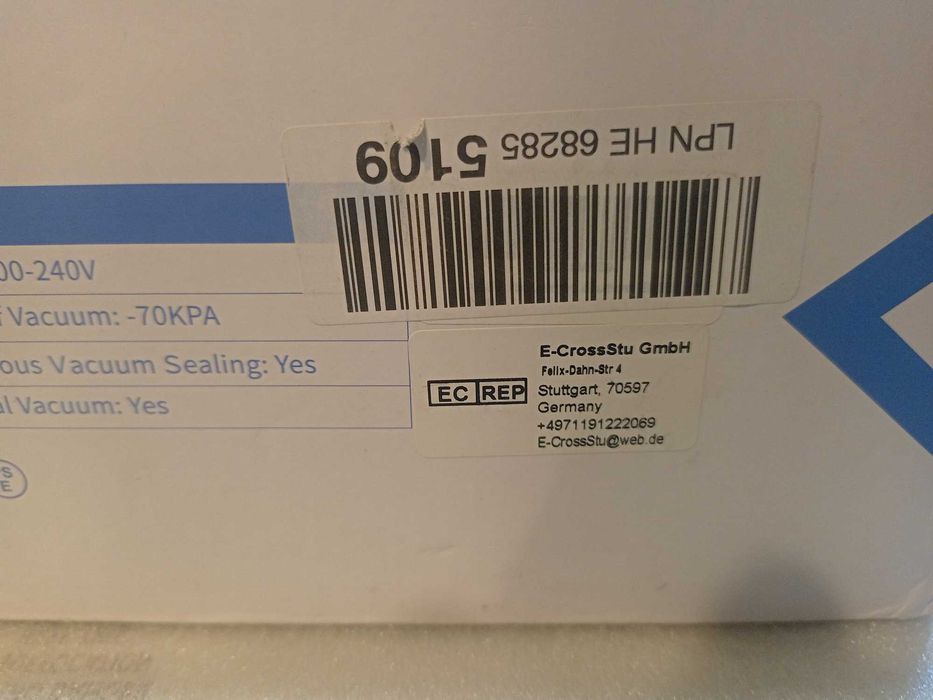 LPN HE 68285 5109
00-240V
f Vacuum: -70KPA
ous Vacuum Sealing: Yes
al Vacuum: Yes
S
E
EC REP
E-CrossStu GmbH
Felix-Dahn-Str 4
Stuttgart, 70597
Germany
+4971191222069
E-CrossStu@web.de